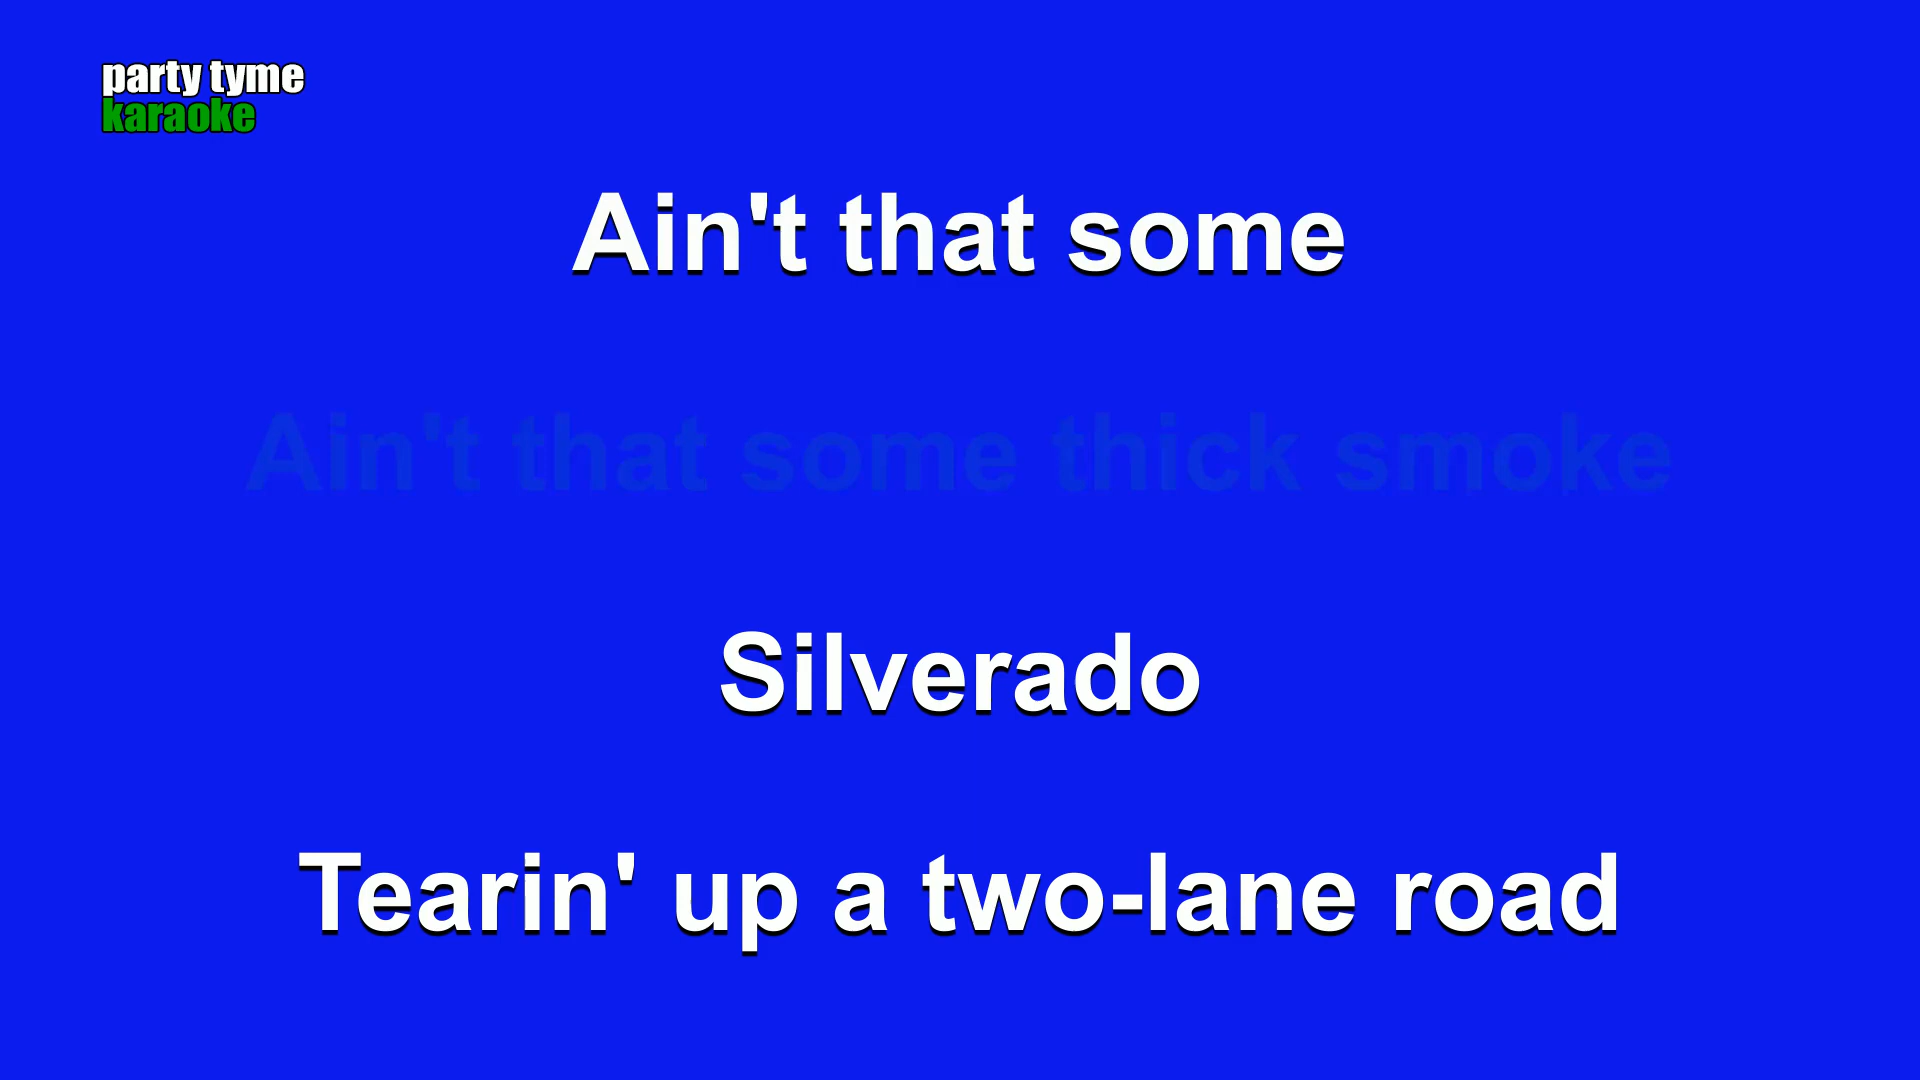 party tyme
karaoke
Ain't that some
Ain't that some thick smoke
Silverado
Tearin' up a two-lane road